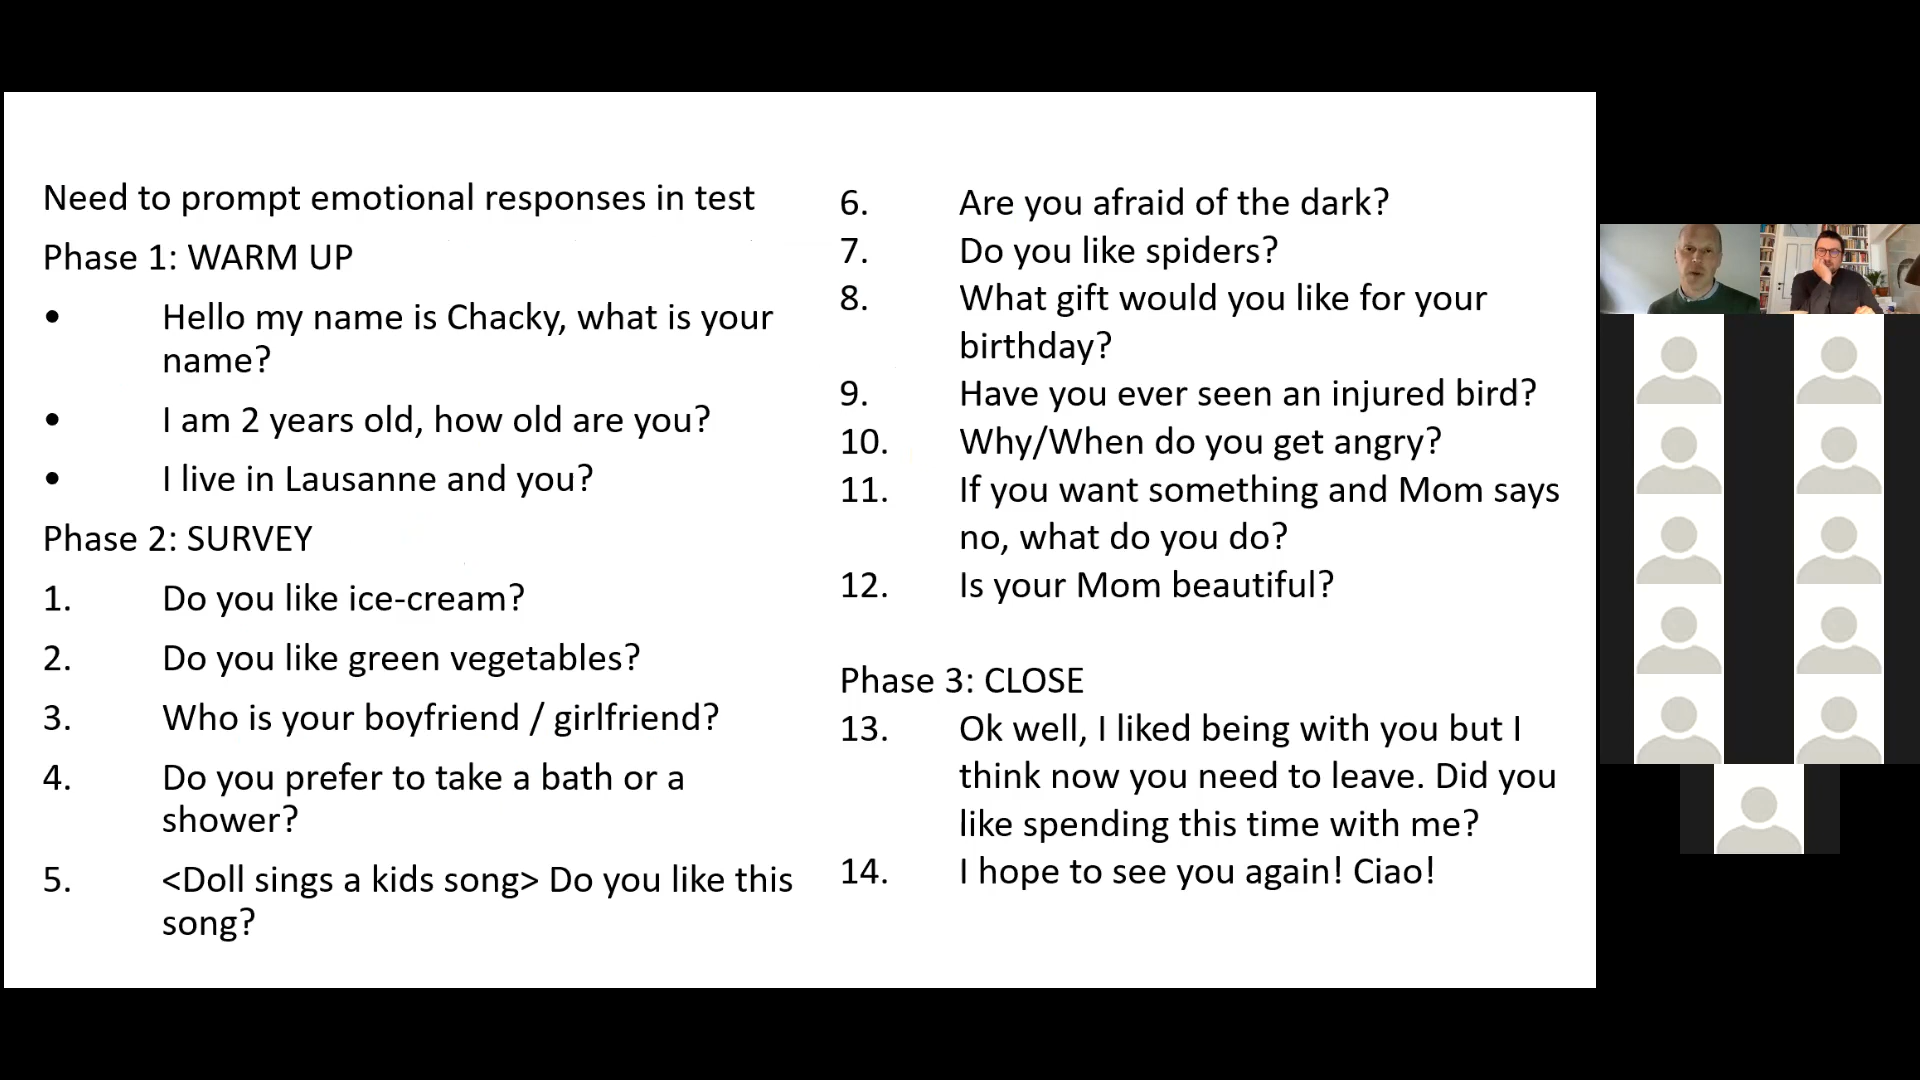 Need to prompt emotional responses in test
Phase 1: WARM UP
• Hello my name is Chacky, what is your
name?
• I am 2 years old, how old are you?
• I live in Lausanne and you?
Phase 2: SURVEY
1. Do you like ice-cream?
2. Do you like green vegetables?
3. Who is your boyfriend / girlfriend?
4. Do you prefer to take a bath or a
shower?
5. <Doll sings a kids song> Do you like this
song?
6. Are you afraid of the dark?
7. Do you like spiders?
8. What gift would you like for your
birthday?
9. Have you ever seen an injured bird?
10. Why/When do you get angry?
11. If you want something and Mom says
no, what do you do?
12. Is your Mom beautiful?
Phase 3: CLOSE
13. Ok well, I liked being with you but I
think now you need to leave. Did you
like spending this time with me?
14. I hope to see you again! Ciao!